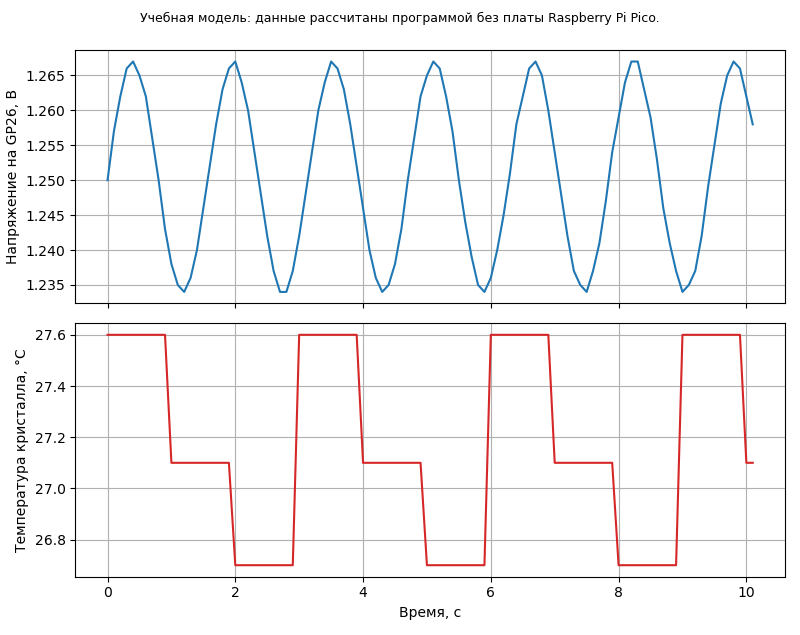 Учебная модель: данные рассчитаны программой без платы Raspberry Pi Pico.
Напряжение на GP26, В
1.265
1.260
1.255
1.250
1.245
1.240
1.235
Температура кристалла, °C
27.6
27.4
27.2
27.0
26.8
0 2 4 6 8 10
Время, с